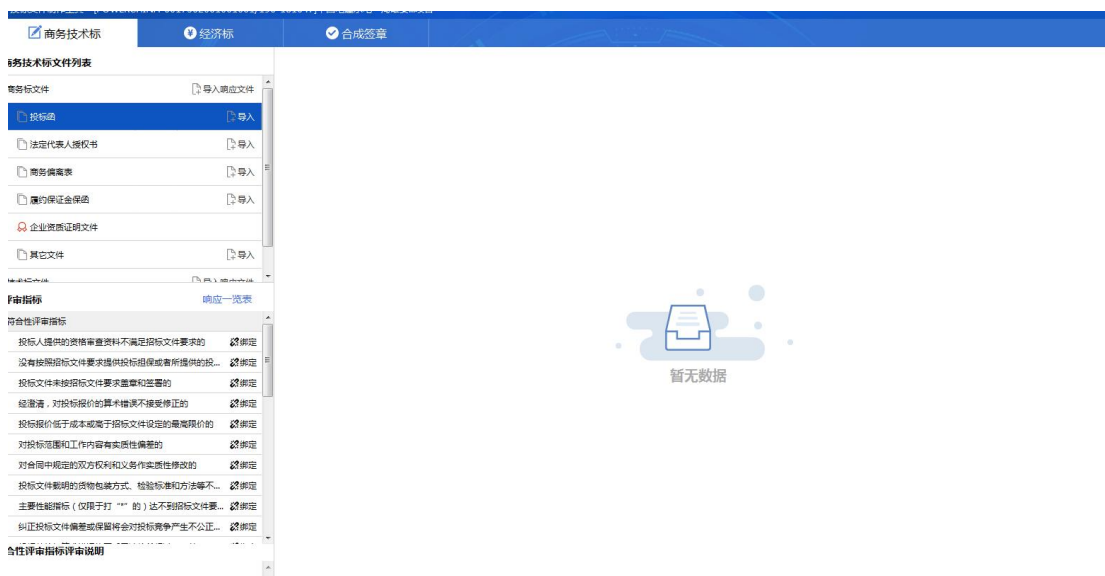 商务技术标
经济标
合成签章
务技术标文件列表
商务标文件
导入响应文件
投标函
导入
法定代表人授权书
导入
商务偏离表
导入
履约保证金保函
导入
企业资质证明文件
其它文件
导入
评审指标
响应一览表
符合性评审指标
投标人提供的资格审查资料不满足招标文件要求的
绑定
没有按照招标文件要求提供投标担保或者所提供的投...
绑定
投标文件未按招标文件要求盖章和签署的
绑定
经澄清，对投标报价的算术错误不接受修正的
绑定
投标报价低于成本或高于招标文件设定的最高限价的
绑定
对投标范围和工作内容有实质性偏差的
绑定
对合同中规定的双方权利和义务作实质性修改的
绑定
投标文件载明的货物包装方式、检验标准和方法等不...
绑定
主要性能指标（仅限于打 “*” 的）达不到招标文件要...
绑定
纠正投标文件偏差或保留将会对投标竞争产生不公正...
绑定
合性评审指标评审说明
暂无数据